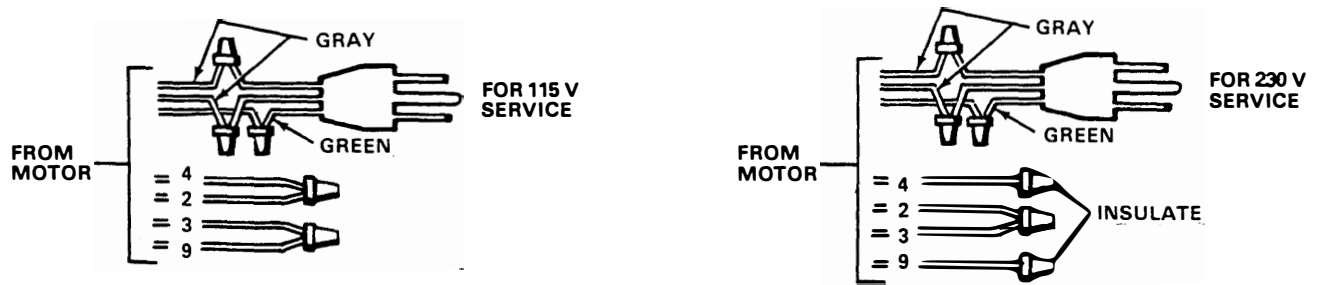 GRAY
FOR 115 V
SERVICE
GREEN
FROM
MOTOR
= 4
= 2
= 3
= 9
GRAY
FOR 230 V
SERVICE
GREEN
FROM
MOTOR
= 4
= 2
= 3
= 9
INSULATE